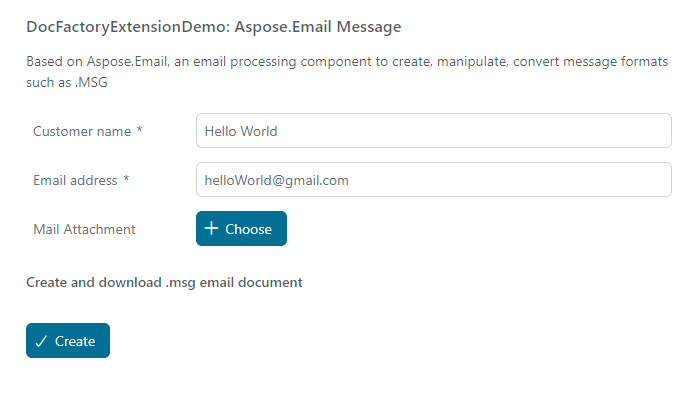 DocFactoryExtensionDemo: Aspose.Email Message
Based on Aspose.Email, an email processing component to create, manipulate, convert message formats
such as .MSG
Customer name *
Hello World
Email address *
helloWorld@gmail.com
Mail Attachment
Choose
Create and download .msg email document
Create